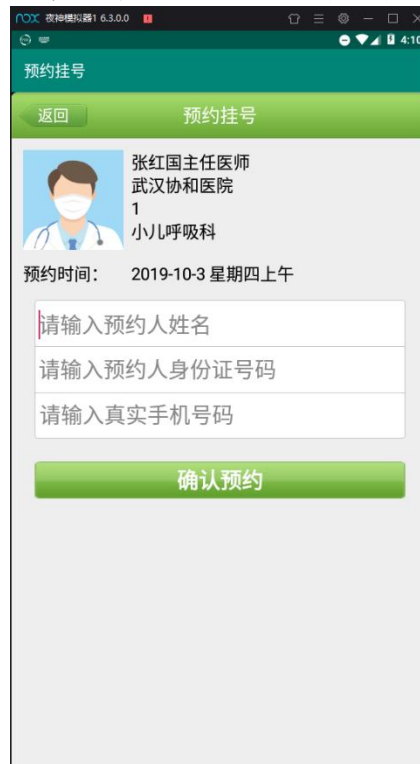 nox 夜神模拟器1 6.3.0.0
4:10
预约挂号
返回 预约挂号
张红国主任医师
武汉协和医院
1
小儿呼吸科
预约时间: 2019-10-3 星期四上午
请输入预约人姓名
请输入预约人身份证号码
请输入真实手机号码
确认预约